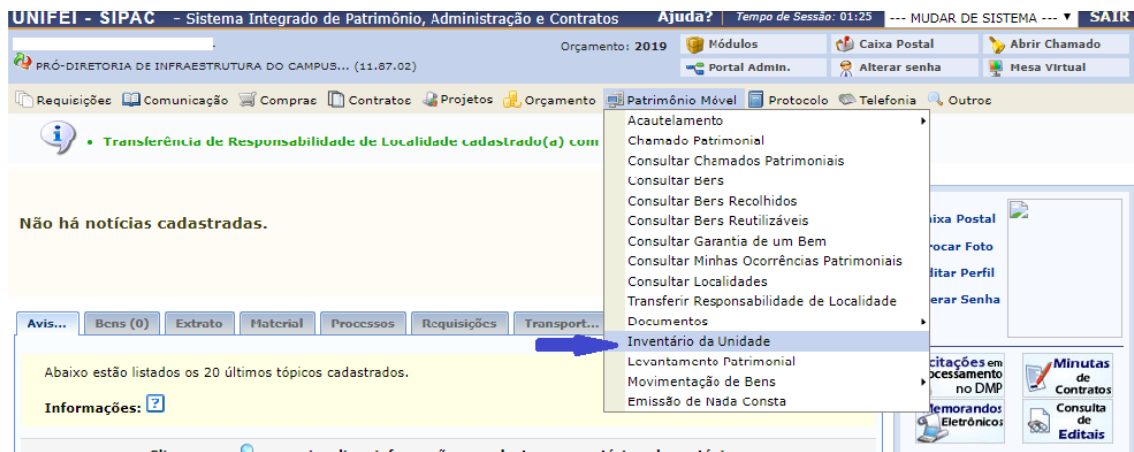 UNIFEI - SIPAC - Sistema Integrado de Patrimônio, Administração e Contratos Ajuda? Tempo de Sessão: 01:25 --- MUDAR DE SISTEMA --- SAIR
Orçamento: 2019 Módulos Caixa Postal Abrir Chamado
PRÓ-DIRETORIA DE INFRAESTRUTURA DO CAMPUS... (11.87.02) Portal Admin. Alterar senha Mesa Virtual
Requisições Comunicação Compras Contratos Projetos Orçamento Patrimônio Móvel Protocolo Telefonia Outros
Transferência de Responsabilidade de Localidade cadastrado(a) com
Acautelamento
Chamado Patrimonial
Consultar Chamados Patrimoniais
Consultar Bens
Consultar Bens Recolhidos
Consultar Bens Reutilizáveis
Consultar Garantia de um Bem
Consultar Minhas Ocorrências Patrimoniais
Consultar Localidades
Transferir Responsabilidade de Localidade
Documentos
Inventário da Unidade
Levantamento Patrimonial
Movimentação de Bens
Emissão de Nada Consta
Não há notícias cadastradas.
ixa Postal
ocar Foto
ditar Perfil
erar Senha
Avis... Bens (0) Extrato Material Processos Requisições Transport...
Abaixo estão listados os 20 últimos tópicos cadastrados.
Informações: ?
citações em
ocessamento
no DMP
Minutas
de
Contratos
emorandos
Eletrônicos
Consulta
de
Editais